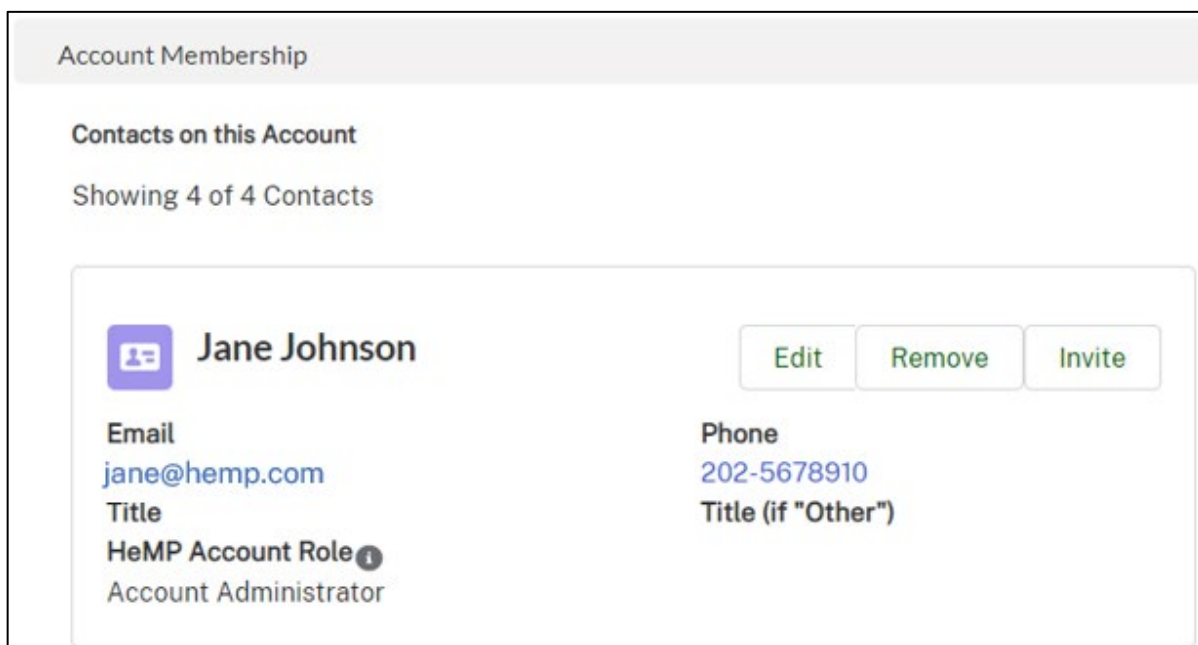 Account Membership
Contacts on this Account
Showing 4 of 4 Contacts
Jane Johnson
Edit Remove Invite
Email
jane@hemp.com
Phone
202-5678910
Title
Title (if "Other")
HeMP Account Role
Account Administrator